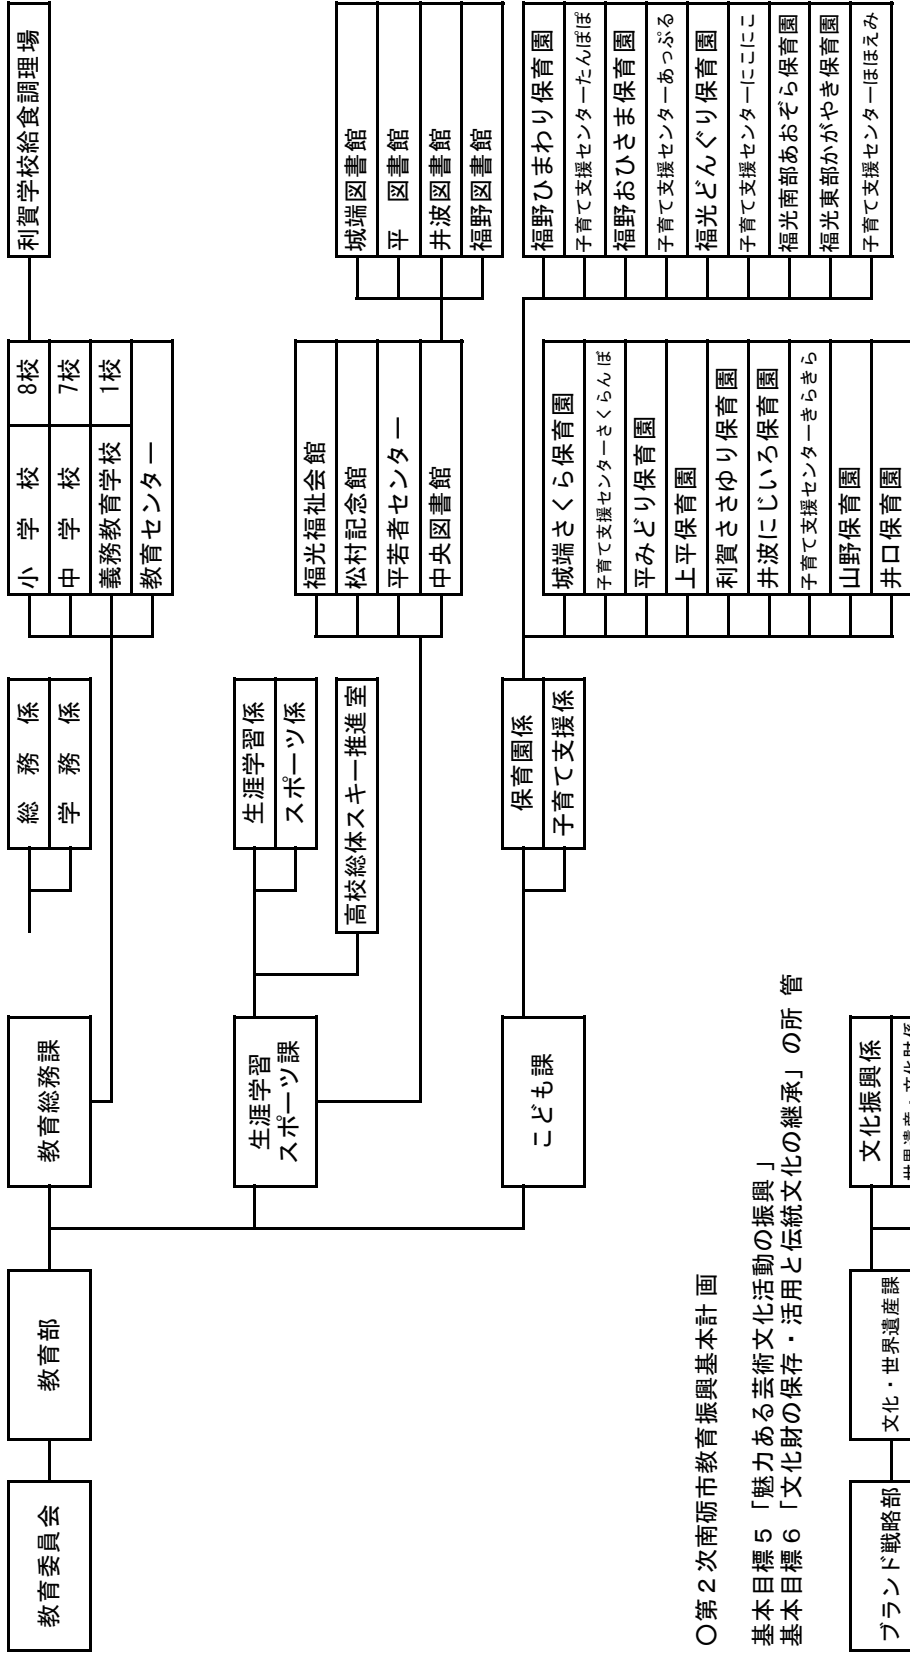 教育委員会
教育部
教育総務課
総務係
学務係
小学校 8校
中学校 7校
義務教育学校 1校
教育センター
利賀学校給食調理場
生涯学習
スポーツ課
生涯学習係
スポーツ係
高校総体スキー推進室
福光福祉会館
松村記念館
平若者センター
中央図書館
城端図書館
平 図書館
井波図書館
福野図書館
こども課
保育園係
子育て支援係
城端さくら保育園
子育て支援センターさくらんぼ
平みどり保育園
上平保育園
利賀ささゆり保育園
井波にじいろ保育園
子育て支援センターきらきら
山野保育園
井口保育園
福野ひまわり保育園
子育て支援センターたんぽぽ
福野おひさま保育園
子育て支援センターあっぷる
福光どんぐり保育園
子育て支援センターにこにこ
福光南部あおぞら保育園
福光東部かがやき保育園
子育て支援センターほほえみ
○第2次南砺市教育振興基本計画
基本目標5「魅力ある芸術文化活動の振興」
基本目標6「文化財の保存・活用と伝統文化の継承」の所管
ブランド戦略部
文化・世界遺産課
文化振興係
世界遺産・文化財係